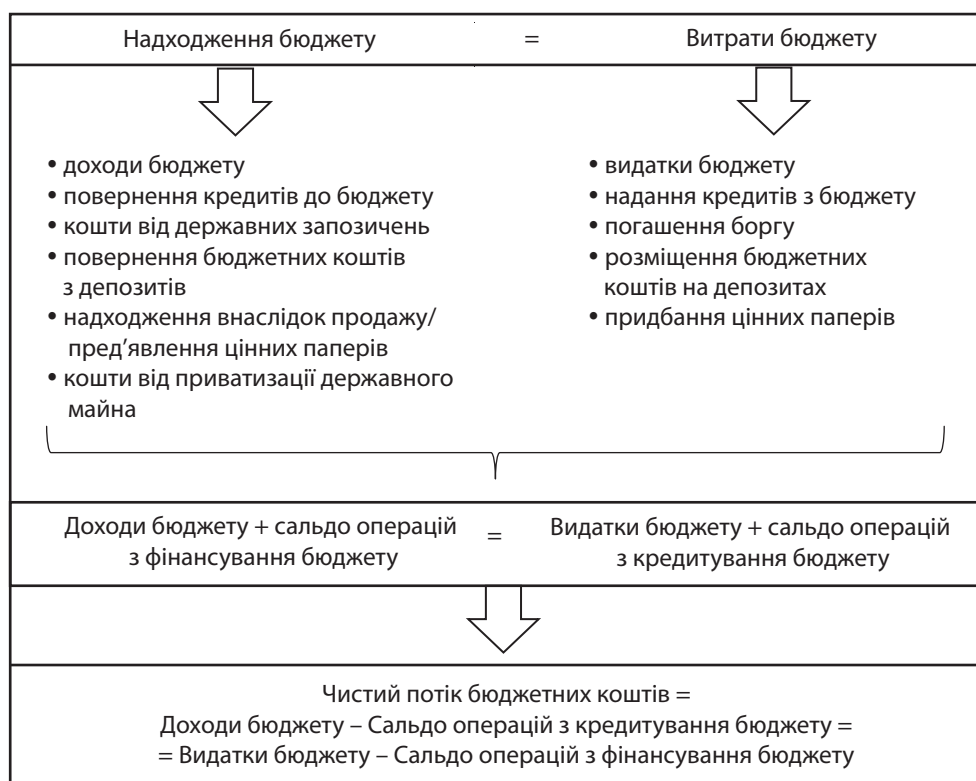 Надходження бюджету = Витрати бюджету
• доходи бюджету
• повернення кредитів до бюджету
• кошти від державних запозичень
• повернення бюджетних коштів
з депозитів
• надходження внаслідок продажу/
пред’явлення цінних паперів
• кошти від приватизації державного
майна
• видатки бюджету
• надання кредитів з бюджету
• погашення боргу
• розміщення бюджетних
коштів на депозитах
• придбання цінних паперів
Доходи бюджету + сальдо операцій
з фінансування бюджету
=
Видатки бюджету + сальдо операцій
з кредитування бюджету
Чистий потік бюджетних коштів =
Доходи бюджету – Сальдо операцій з кредитування бюджету =
= Видатки бюджету – Сальдо операцій з фінансування бюджету